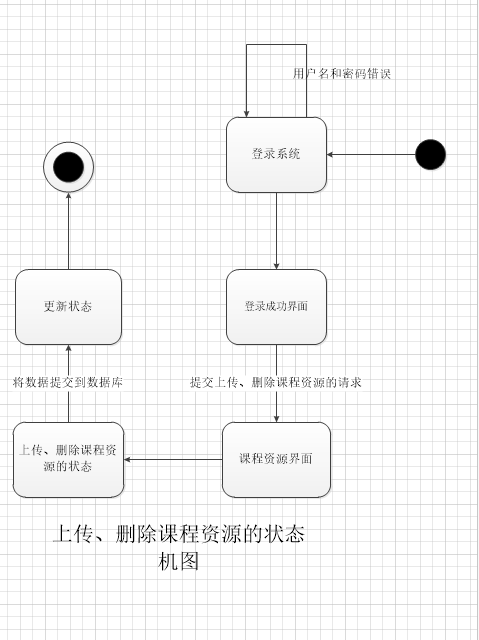 用户名和密码错误
登录系统
更新状态
登录成功界面
将数据提交到数据库
提交上传、删除课程资源的请求
上传、删除课程资
源的状态
课程资源界面
上传、删除课程资源的状态
机图